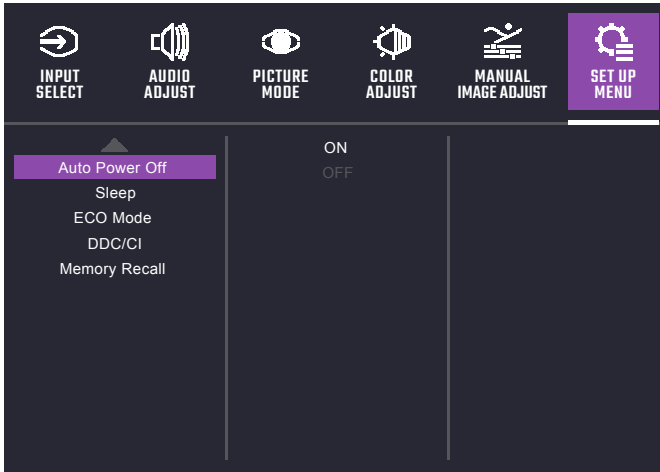 INPUT
SELECT
AUDIO
ADJUST
PICTURE
MODE
COLOR
ADJUST
MANUAL
IMAGE ADJUST
SET UP
MENU
Auto Power Off
Sleep
ECO Mode
DDC/CI
Memory Recall
ON
OFF